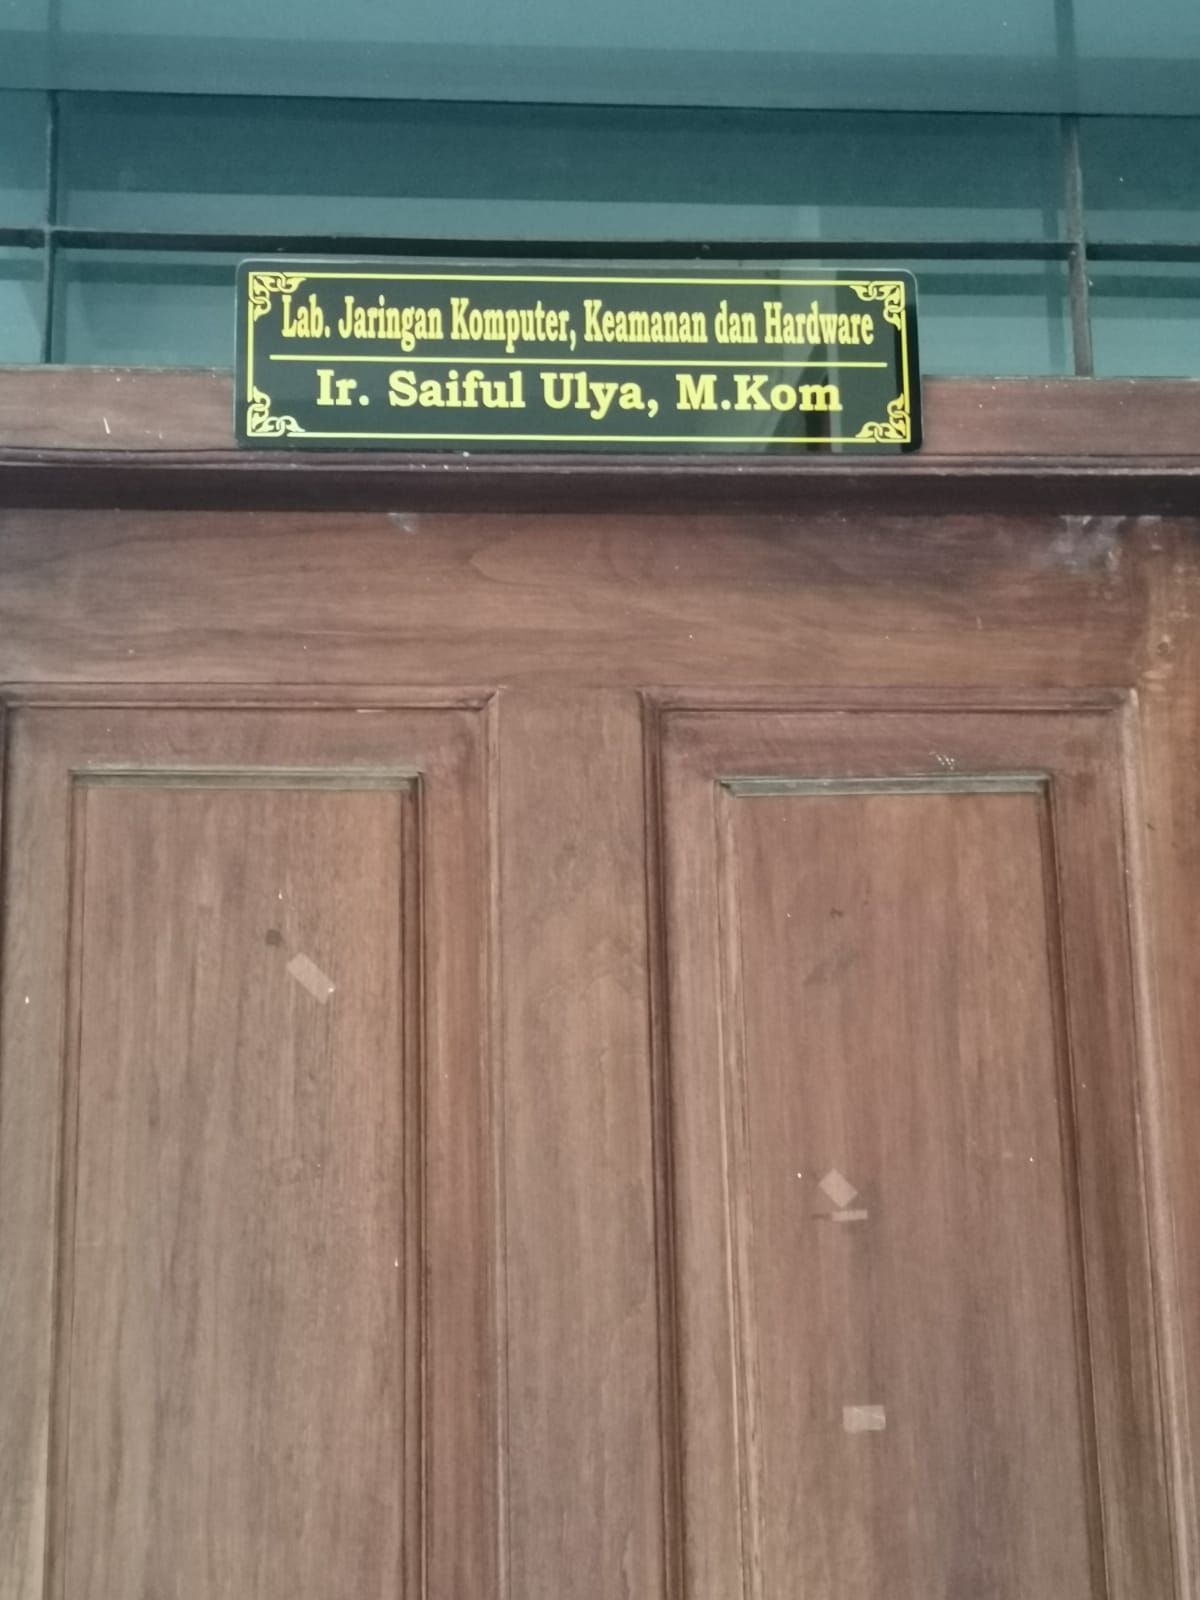 Lab. Jaringan Komputer, Keamanan dan Hardware
Ir. Saiful Ulya, M.Kom